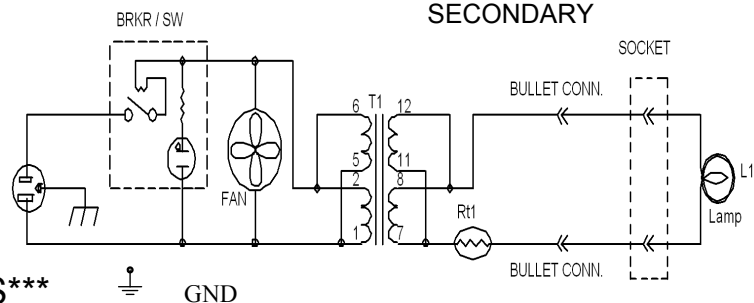 SECONDARY
BRKR / SW
SOCKET
BULLET CONN.
6 T1 12
5 11
2 8
1 7
FAN
Rt1
L1
Lamp
BULLET CONN.
S***
GND